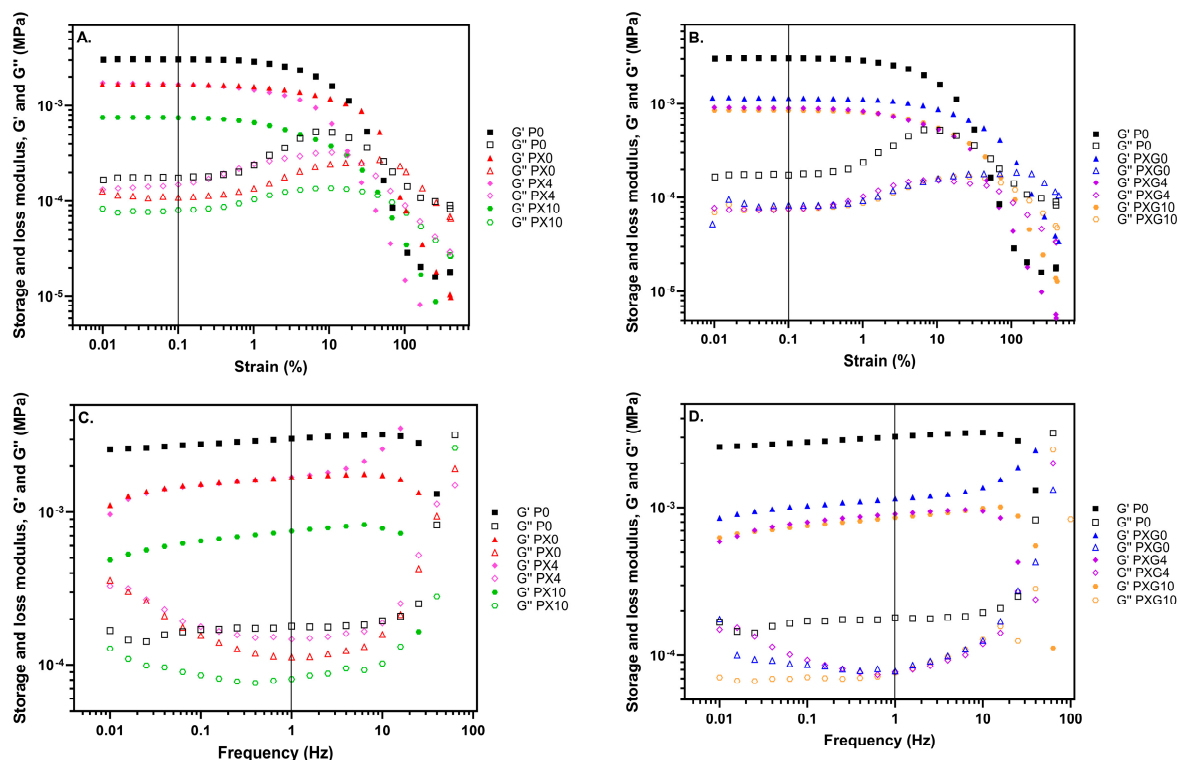 A.
Storage and loss modulus, G' and G'' (MPa)
10-3
10-4
10-5
0.01 0.1 1 10 100
Strain (%)
G' P0
G'' P0
G' PX0
G'' PX0
G' PX4
G'' PX4
G' PX10
G'' PX10
B.
Storage and loss modulus, G' and G'' (MPa)
10-3
10-4
10-5
0.01 0.1 1 10 100
Strain (%)
G' P0
G'' P0
G' PXG0
G'' PXG0
G' PXG4
G'' PXG4
G' PXG10
G'' PXG10
C.
Storage and loss modulus, G' and G'' (MPa)
10-3
10-4
0.01 0.1 1 10 100
Frequency (Hz)
G' P0
G'' P0
G' PX0
G'' PX0
G' PX4
G'' PX4
G' PX10
G'' PX10
D.
Storage and loss modulus, G' and G'' (MPa)
10-3
10-4
0.01 0.1 1 10 100
Frequency (Hz)
G' P0
G'' P0
G' PXG0
G'' PXG0
G' PXG4
G'' PXG4
G' PXG10
G'' PXG10